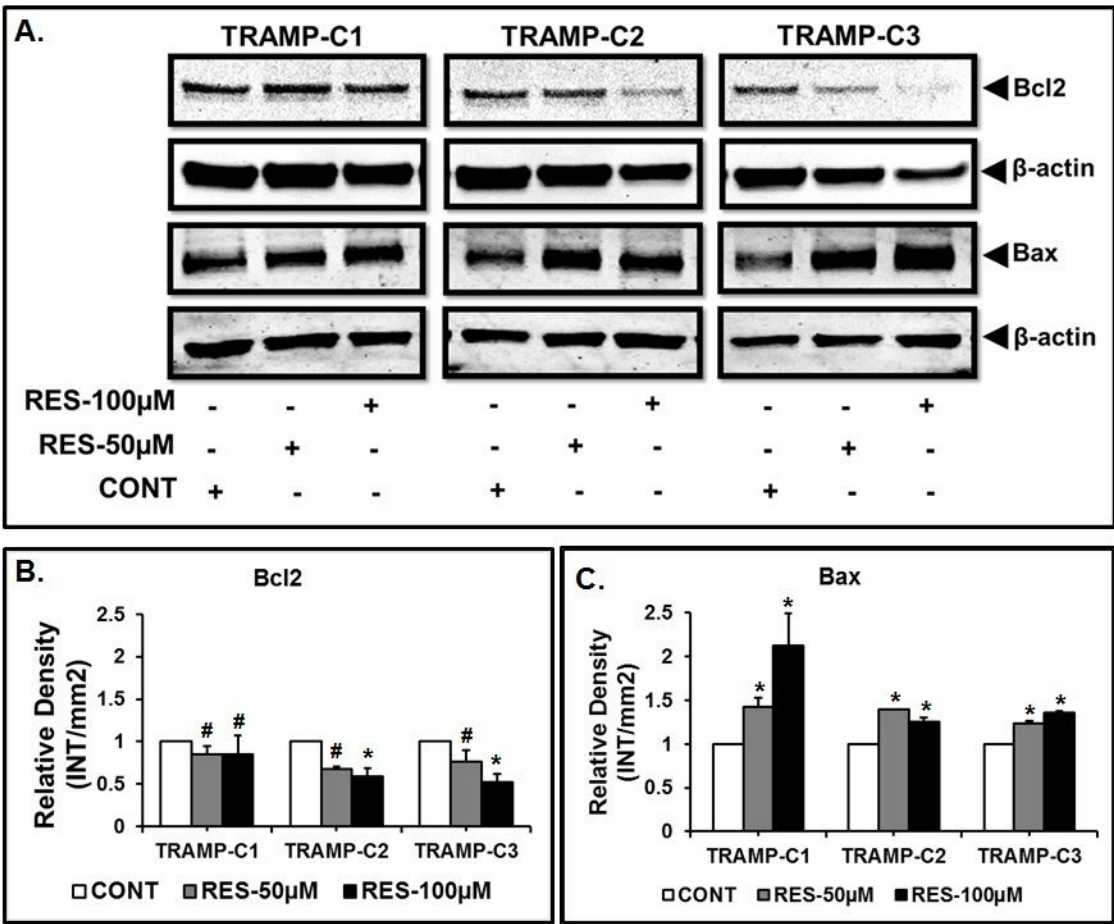 A.
TRAMP-C1 TRAMP-C2 TRAMP-C3
Bcl2
β-actin
Bax
β-actin
RES-100μM - - + - - + - - +
RES-50μM - + - - + - - + -
CONT + - - + - - + - -
B.
Bcl2
Relative Density
(INT/mm2)
2.5
2
1.5
1
0.5
0
# # # * # *
TRAMP-C1 TRAMP-C2 TRAMP-C3
CONT RES-50μM RES-100μM
C.
Bax
Relative Density
(INT/mm2)
2.5
2
1.5
1
0.5
0
* * * * * *
TRAMP-C1 TRAMP-C2 TRAMP-C3
CONT RES-50μM RES-100μM